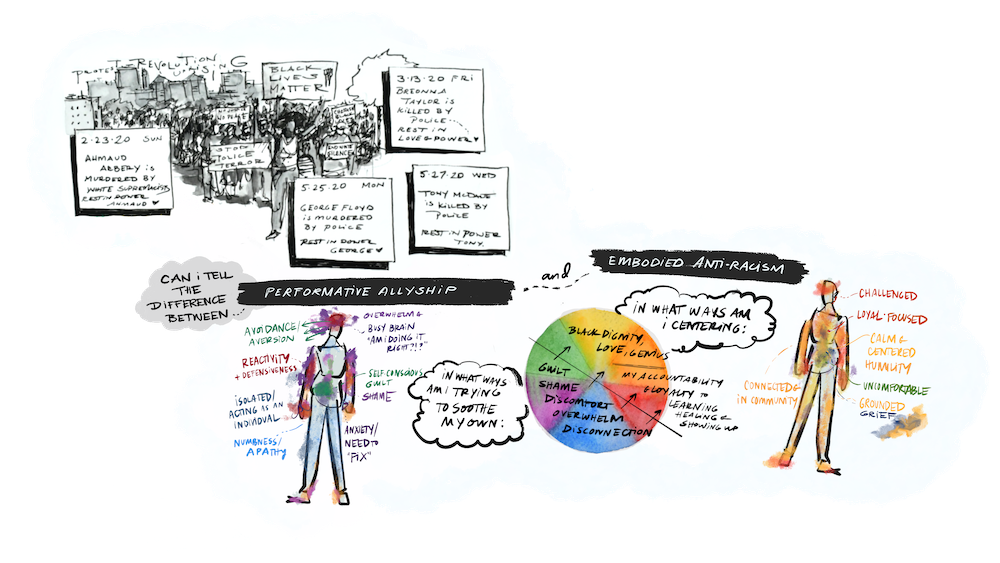 PROTEST-REVOLUTION
UPRISING
BLACK
LIVES
MATTER
NO JUSTICE
NO PEACE
STOP
POLICE
TERROR
SILENCE
2·23·20 SUN
AHMAUD
ARBERY is
MURDERED BY
WHITE SUPREMACISTS
REST IN POWER
AHMAUD ♥
3·13·20 FRI
BREONNA
TAYLOR is
KILLED BY
POLICE
REST IN
LOVE & POWER ♥
5·25·20 MON
GEORGE FLOYD
is MURDERED
BY POLICE
REST IN POWER
GEORGE ♥
5·27·20 WED
TONY McDADE
is KILLED BY
POLICE
REST IN POWER
TONY.
CAN i TELL
THE
DIFFERENCE
BETWEEN...
PERFORMATIVE ALLYSHIP
and
EMBODIED ANTI-RACISM
AVOIDANCE/
AVERSION
REACTIVITY
+ DEFENSIVENESS
ISOLATED/
ACTING AS AN
INDIVIDUAL
NUMBNESS/
APATHY
OVERWHELM &
BUSY BRAIN
"AM i DOING IT
RIGHT?!?"
SELF CONSCIOUS
GUILT
SHAME
ANXIETY/
NEED TO
"FIX"
IN WHAT WAYS
AM I TRYING
TO SOOTHE
MY OWN:
GUILT
SHAME
DISCOMFORT
OVERWHELM
DISCONNECTION
IN WHAT WAYS AM
i CENTERING:
BLACK DIGNITY,
LOVE, GENIUS
MY ACCOUNTABILITY
& LOYALTY TO
LEARNING
HEALING &
SHOWING UP
CHALLENGED
LOYAL·FOCUSED
CALM &
CENTERED
HUMILITY
CONNECTED &
IN COMMUNITY
UNCOMFORTABLE
GROUNDED
GRIEF